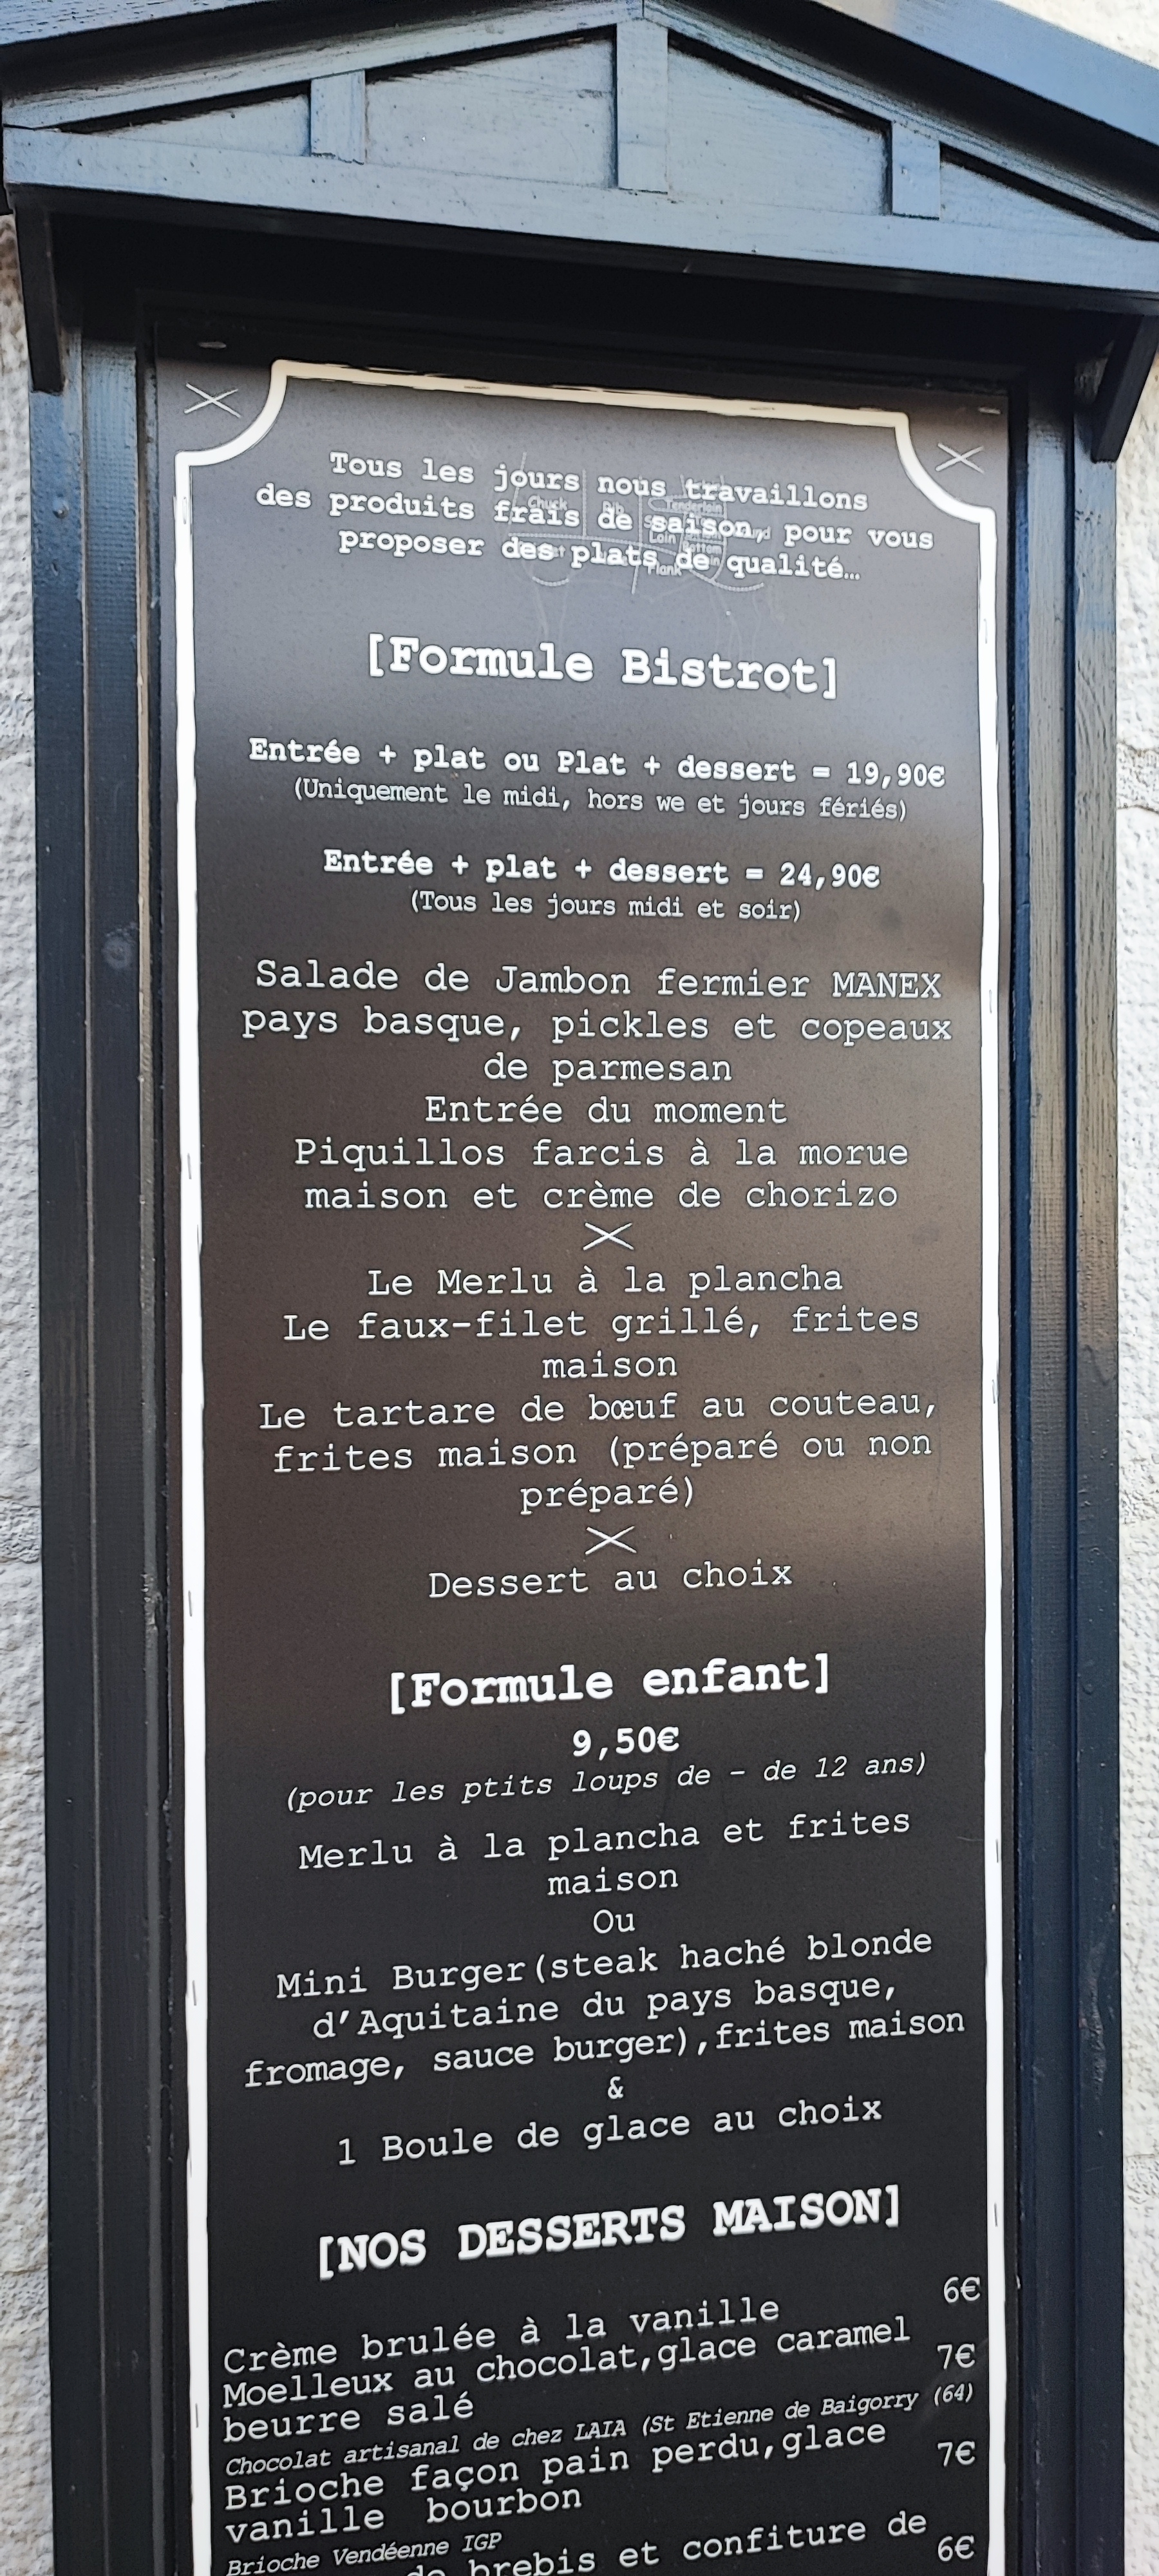 Tous les jours nous travaillons
des produits frais de saison, pour vous
proposer des plats de qualité…
Chuck
Tenderloin
Loin
Bottom
Flank
[Formule Bistrot]
Entrée + plat ou Plat + dessert = 19,90€
(Uniquement le midi, hors we et jours fériés)
Entrée + plat + dessert = 24,90€
(Tous les jours midi et soir)
Salade de Jambon fermier MANEX
pays basque, pickles et copeaux
de parmesan
Entrée du moment
Piquillos farcis à la morue
maison et crème de chorizo
Le Merlu à la plancha
Le faux-filet grillé, frites
maison
Le tartare de bœuf au couteau,
frites maison (préparé ou non
préparé)
Dessert au choix
[Formule enfant]
9,50€
(pour les ptits loups de - de 12 ans)
Merlu à la plancha et frites
maison
Ou
Mini Burger(steak haché blonde
d’Aquitaine du pays basque,
fromage, sauce burger),frites maison
&
1 Boule de glace au choix
[NOS DESSERTS MAISON]
Crème brulée à la vanille 6€
Moelleux au chocolat,glace caramel
beurre salé 7€
Chocolat artisanal de chez LAIA (St Etienne de Baigorry (64)
Brioche façon pain perdu,glace
vanille bourbon 7€
Brioche Vendéenne IGP
de brebis et confiture de
6€